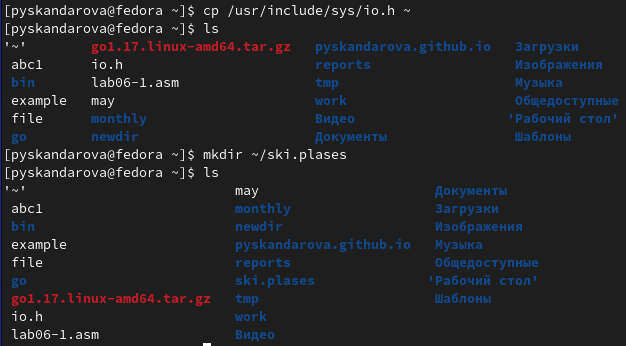 [pyskandarova@fedora ~]$ cp /usr/include/sys/io.h ~
[pyskandarova@fedora ~]$ ls
'~' go1.17.linux-amd64.tar.gz pyskandarova.github.io Загрузки
abc1 io.h reports Изображения
bin lab06-1.asm tmp Музыка
example may work Общедоступные
file monthly Видео 'Рабочий стол'
go newdir Документы Шаблоны
[pyskandarova@fedora ~]$ mkdir ~/ski.plases
[pyskandarova@fedora ~]$ ls
'~' may Документы
abc1 monthly Загрузки
bin newdir Изображения
example pyskandarova.github.io Музыка
file reports Общедоступные
go ski.plases 'Рабочий стол'
go1.17.linux-amd64.tar.gz tmp Шаблоны
io.h work
lab06-1.asm Видео